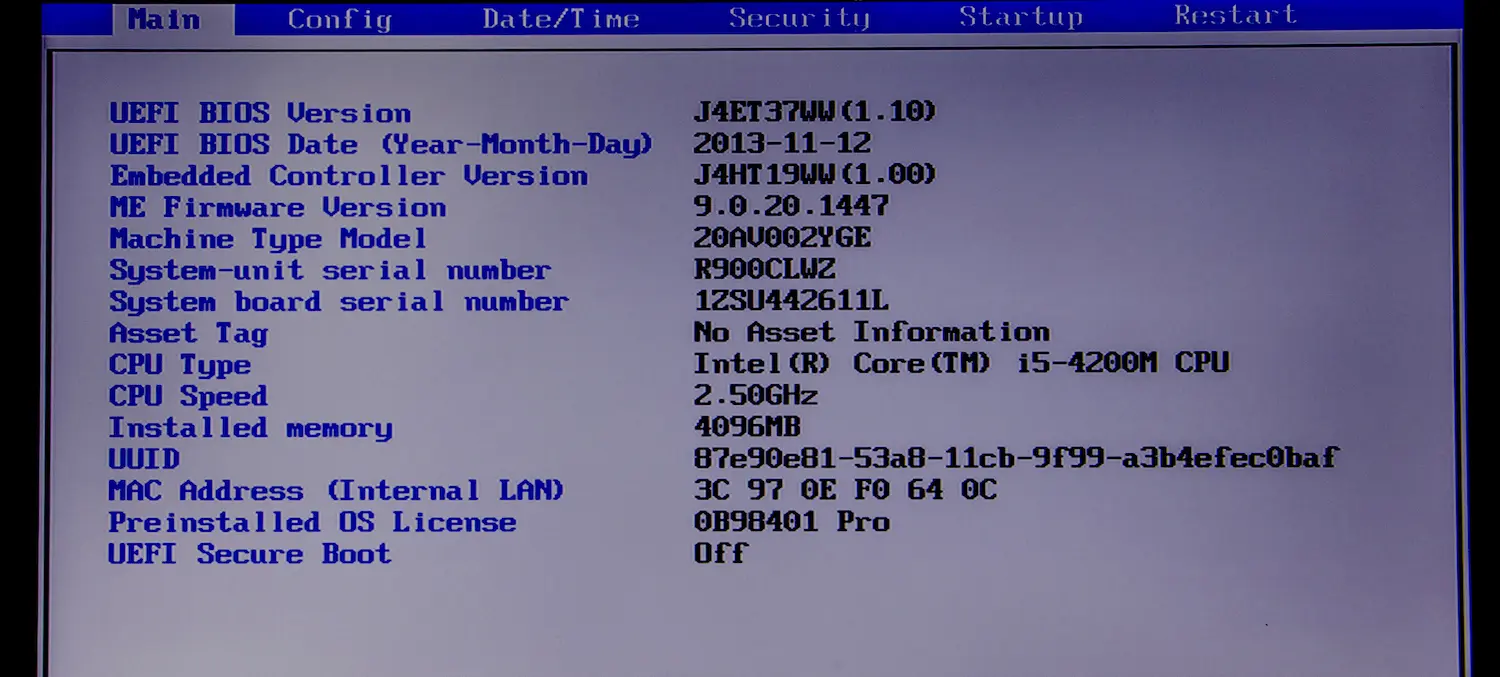 Main Config Date/Time Security Startup Restart
UEFI BIOS Version J4ET37WW(1.10)
UEFI BIOS Date (Year-Month-Day) 2013-11-12
Embedded Controller Version J4HT19WW(1.00)
ME Firmware Version 9.0.20.1447
Machine Type Model 20AV002YGE
System-unit serial number R900CLWZ
System board serial number 1ZSU442611L
Asset Tag No Asset Information
CPU Type Intel(R) Core(TM) i5-4200M CPU
CPU Speed 2.50GHz
Installed memory 4096MB
UUID 87e90e81-53a8-11cb-9f99-a3b4efec0baf
MAC Address (Internal LAN) 3C 97 0E F0 64 0C
Preinstalled OS License 0B98401 Pro
UEFI Secure Boot Off